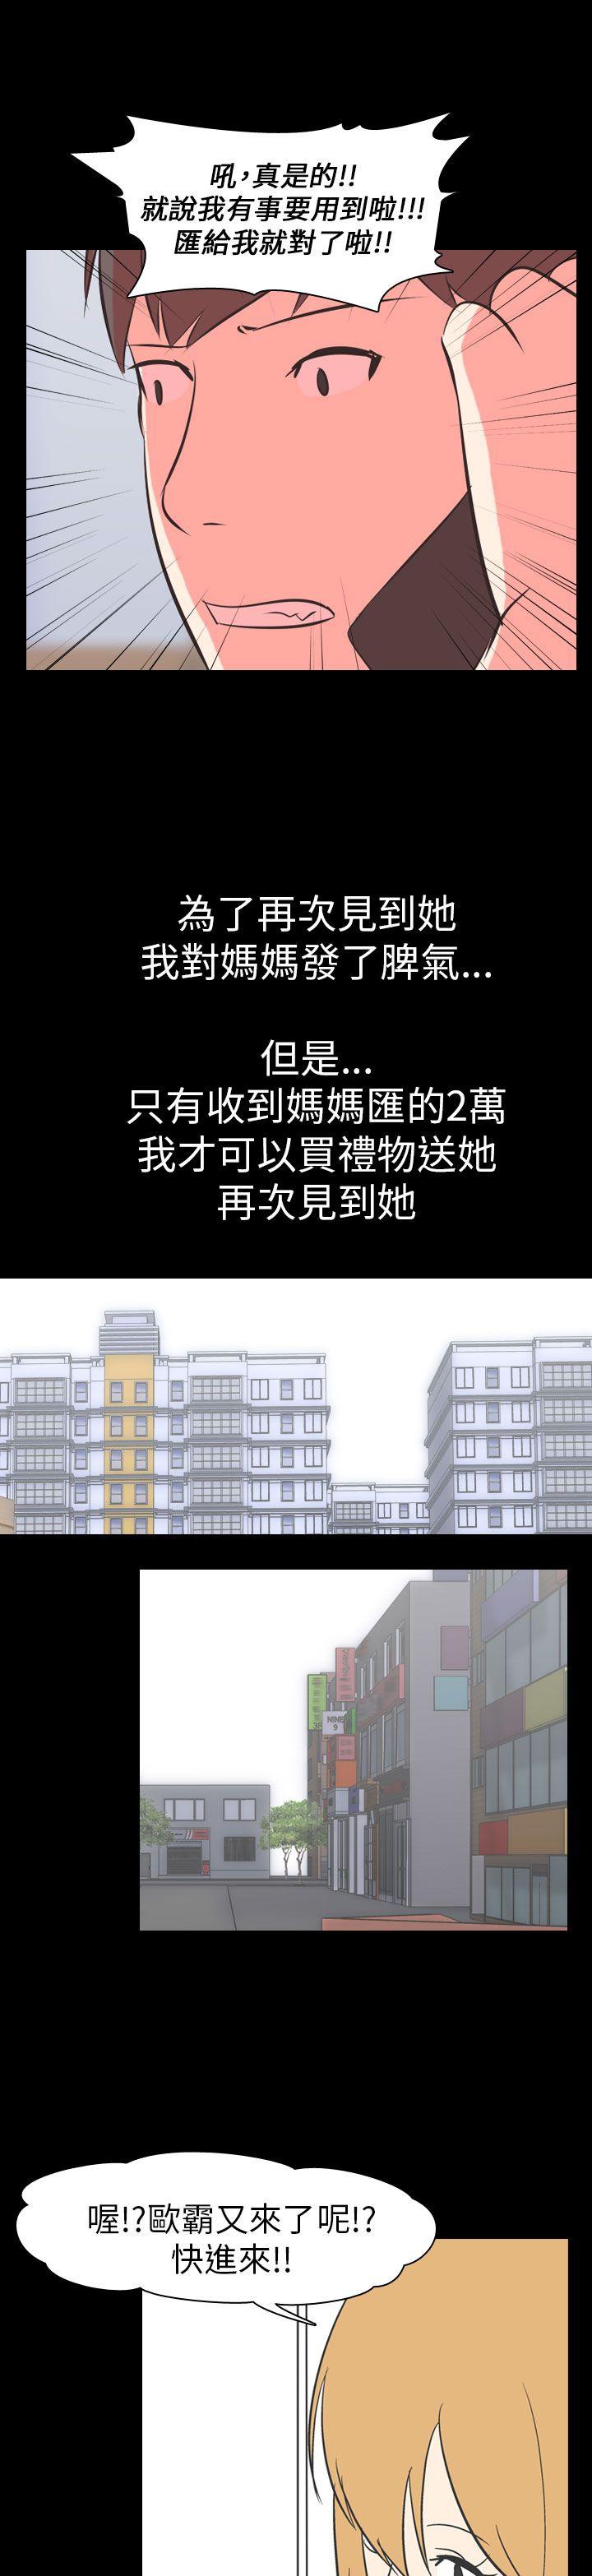 吼，真是的!!
就說我有事要用到啦!!!
匯給我就對了啦!!
為了再次見到她
我對媽媽發了脾氣...
但是...
只有收到媽媽匯的2萬
我才可以買禮物送她
再次見到她
NINE
9
喔!?歐霸又來了呢!?
快進來!!